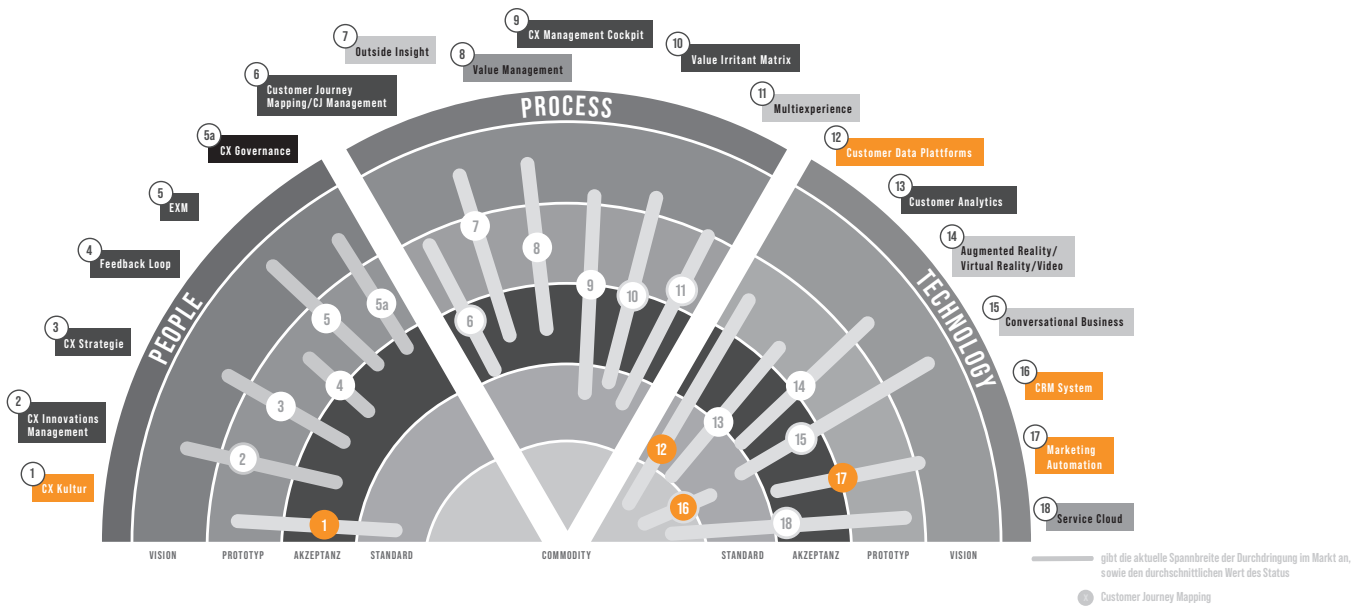 9
CX Management Cockpit
7
Outside Insight
10
Value Irritant Matrix
8
Value Management
6
Customer Journey
Mapping/CJ Management
11
Multiexperience
PROCESS
5a
CX Governance
12
Customer Data Plattforms
5
EXM
13
Customer Analytics
4
Feedback Loop
14
Augmented Reality/
Virtual Reality/Video
3
CX Strategie
15
Conversational Business
PEOPLE
TECHNOLOGY
2
CX Innovations
Management
16
CRM System
1
CX Kultur
17
Marketing
Automation
18
Service Cloud
7
8
5a
9
10
11
5
6
4
14
3
13
15
2
12
17
16
1
18
VISION
PROTOTYP
AKZEPTANZ
STANDARD
COMMODITY
STANDARD
AKZEPTANZ
PROTOTYP
VISION
gibt die aktuelle Spannbreite der Durchdringung im Markt an,
sowie den durchschnittlichen Wert des Status
Customer Journey Mapping